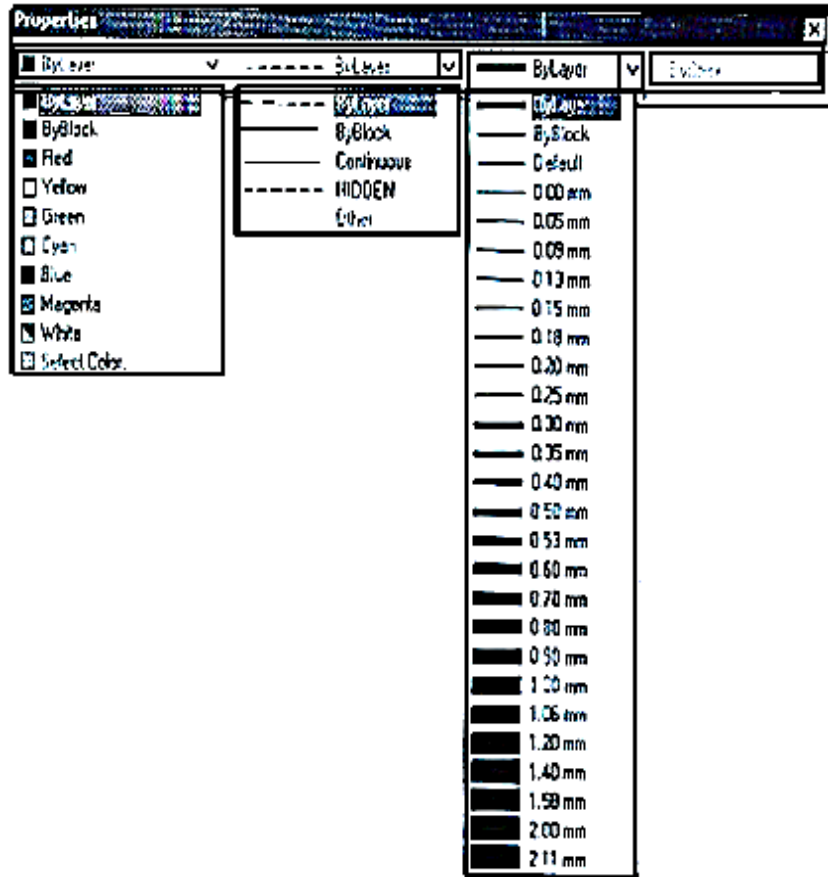 Properties
ByLayer
ByLayer
ByLayer
ByLayer
ByBlock
Red
Yellow
Green
Cyan
Blue
Magenta
White
Select Color.
ByLayer
ByBlock
Continuous
HIDDEN
Other
ByLayer
ByBlock
Default
0.00 mm
0.05 mm
0.09 mm
0.13 mm
0.15 mm
0.18 mm
0.20 mm
0.25 mm
0.30 mm
0.35 mm
0.40 mm
0.50 mm
0.53 mm
0.60 mm
0.70 mm
0.80 mm
0.90 mm
1.00 mm
1.06 mm
1.20 mm
1.40 mm
1.58 mm
2.00 mm
2.11 mm